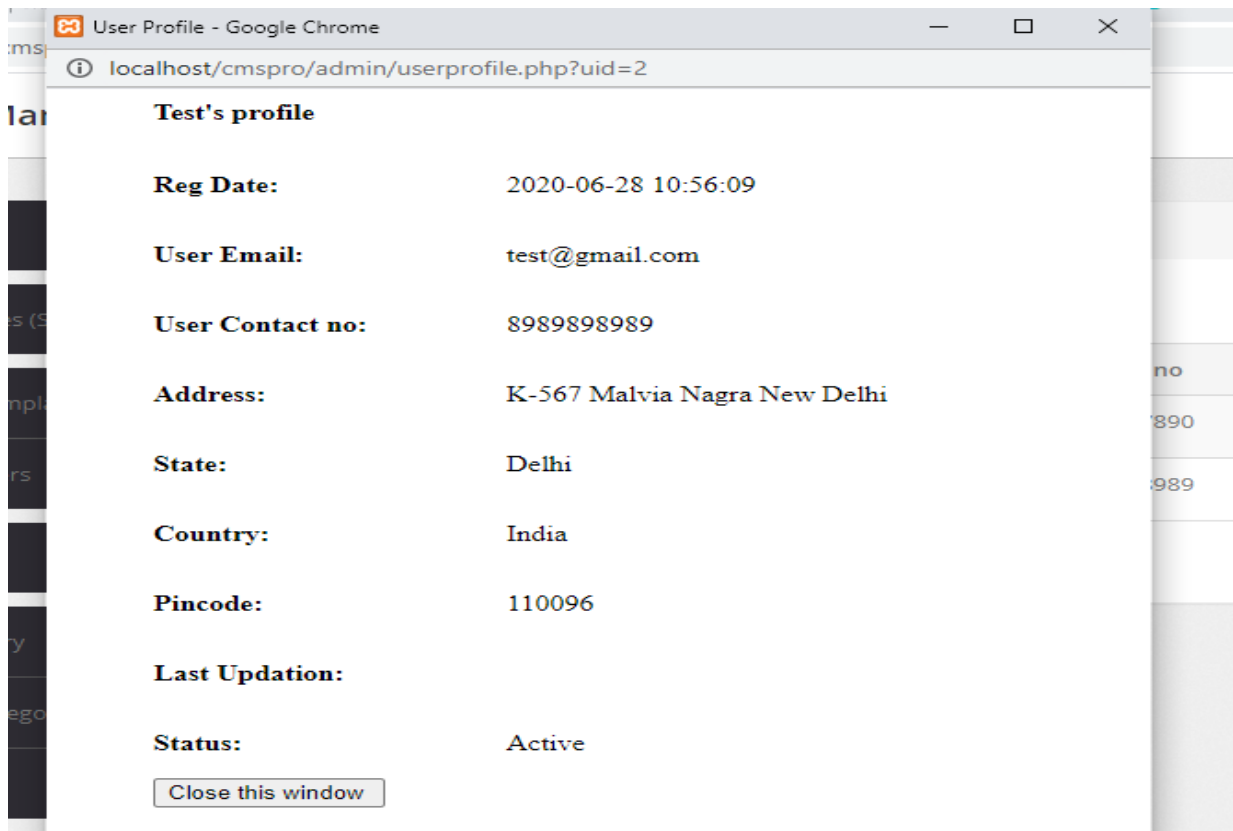 User Profile - Google Chrome
localhost/cmspro/admin/userprofile.php?uid=2
Test's profile
Reg Date: 2020-06-28 10:56:09
User Email: test@gmail.com
User Contact no: 8989898989
Address: K-567 Malvia Nagra New Delhi
State: Delhi
Country: India
Pincode: 110096
Last Updation:
Status: Active
Close this window
no
7890
8989